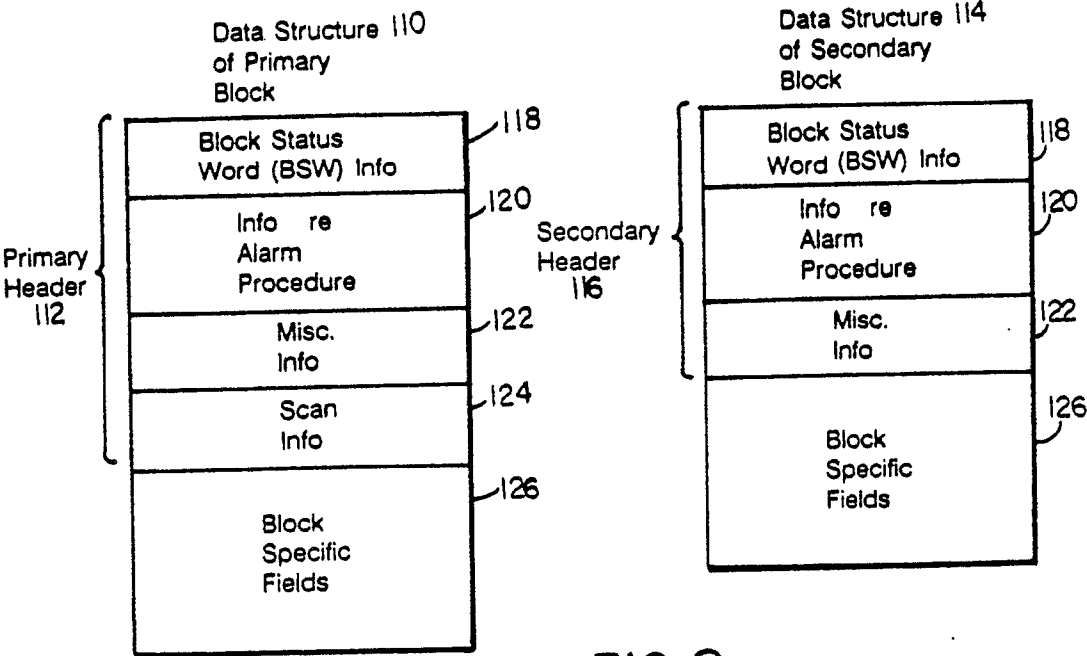 Data Structure 110
of Primary
Block
Block Status
Word (BSW) Info
118
Info re
Alarm
Procedure
120
Primary
Header
112
Misc.
Info
122
Scan
Info
124
Block
Specific
Fields
126
Data Structure 114
of Secondary
Block
Block Status
Word (BSW) Info
118
Info re
Alarm
Procedure
120
Secondary
Header
116
Misc.
Info
122
Block
Specific
Fields
126